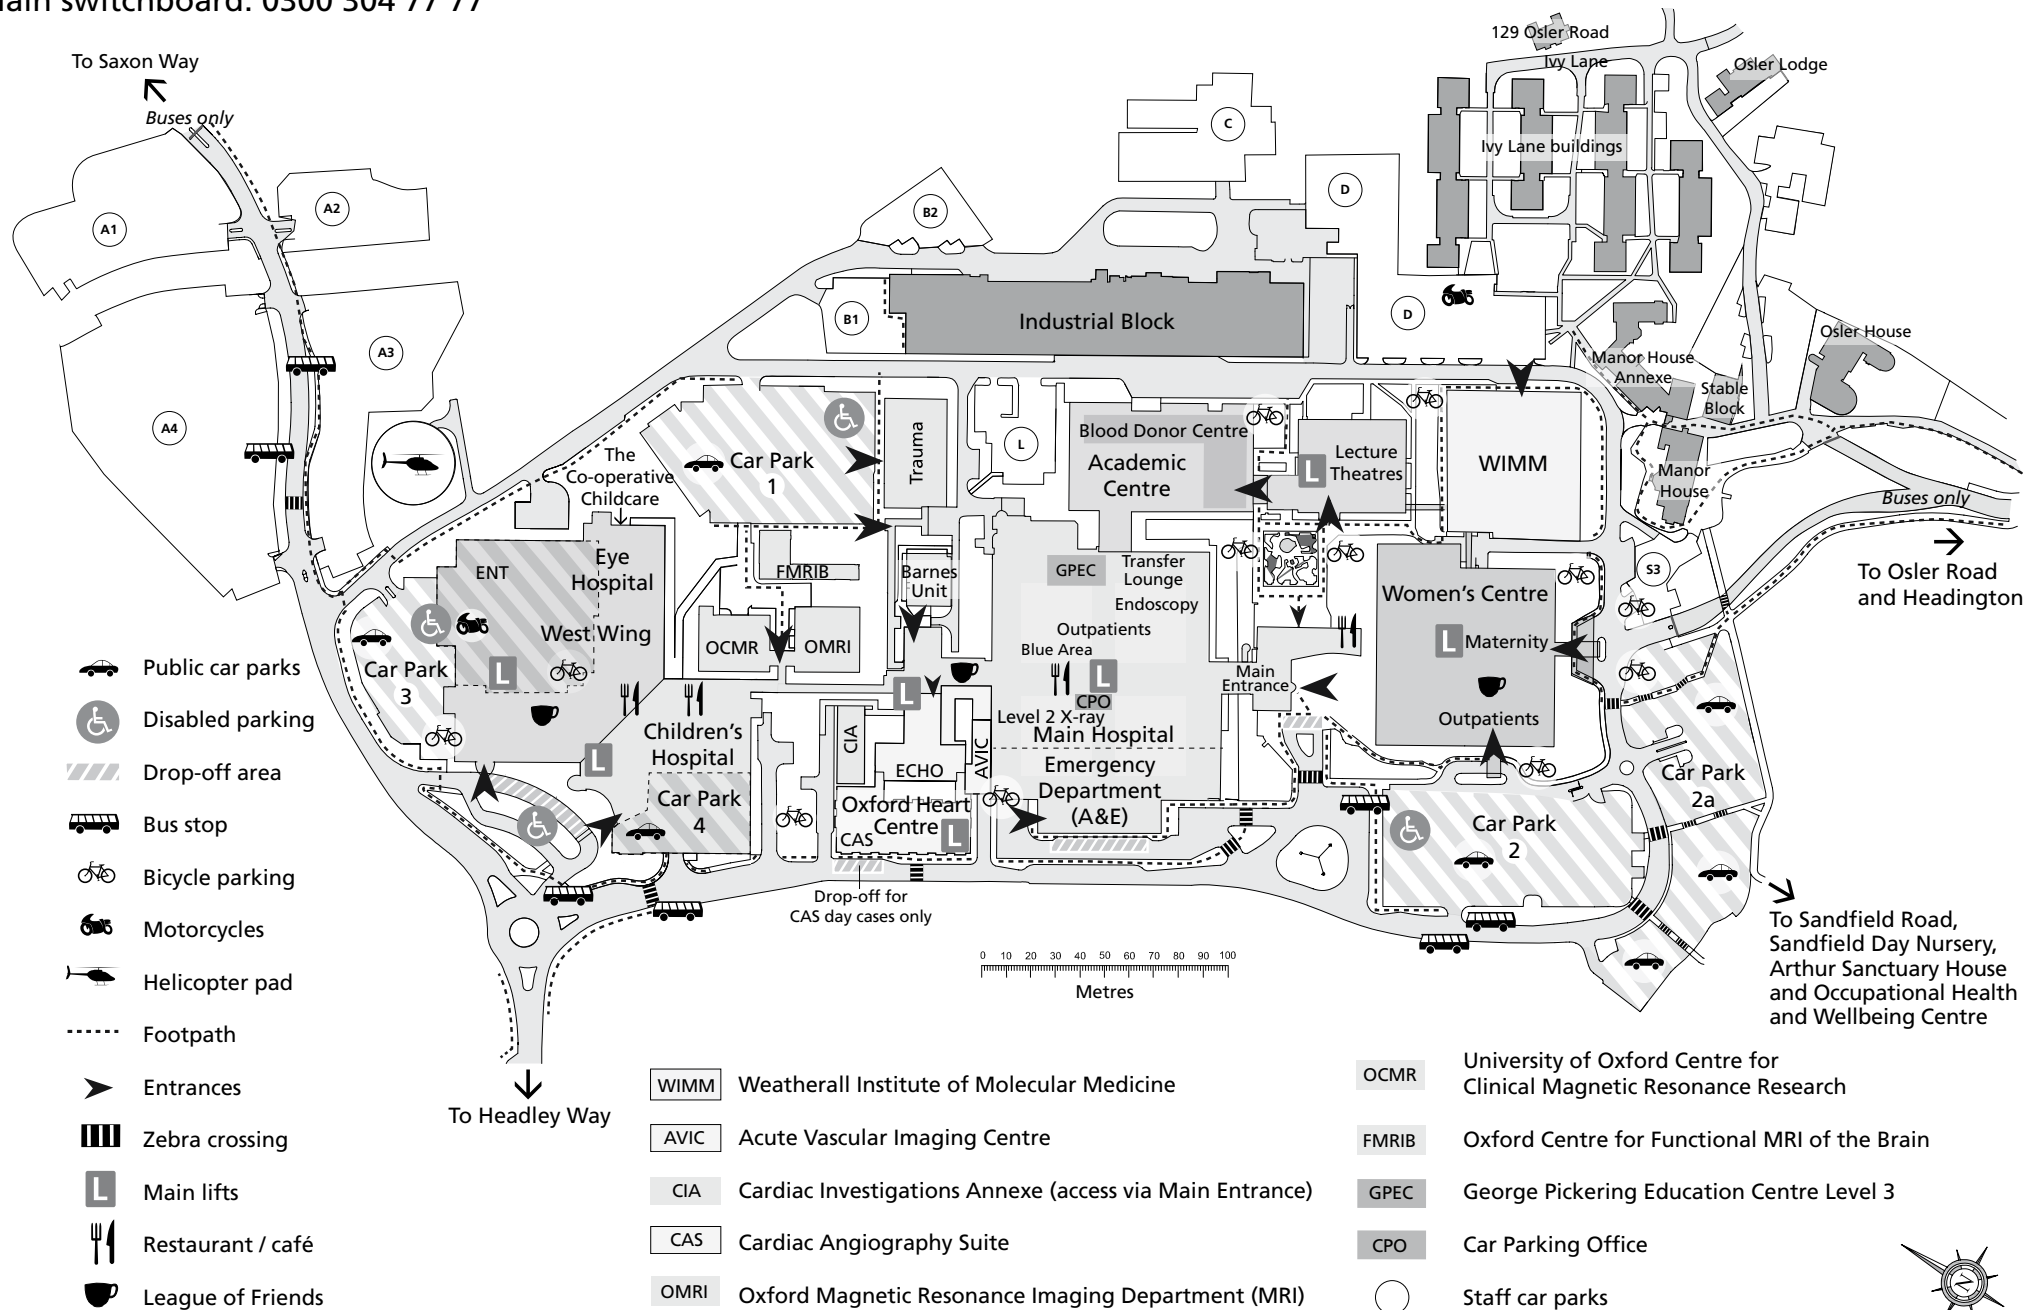 Main switchboard: 0300 304 77 77
129 Osler Road
Ivy Lane
Osler Lodge
To Saxon Way
Buses only
C
Ivy Lane buildings
D
B2
A2
A1
B1
Industrial Block
D
Osler House
A3
Manor House
Annexe
Stable
Block
A4
The
Co-operative
Childcare
Car Park
1
Trauma
L
Blood Donor Centre
Academic
Centre
L
Lecture
Theatres
WIMM
Manor
House
Buses only
To Osler Road
and Headington
ENT
Eye
Hospital
FMRIB
Barnes
Unit
GPEC
Transfer
Lounge
Endoscopy
Women's Centre
S3
West Wing
OCMR
OMRI
Outpatients
Blue Area
L
Maternity
Car Park
3
L
L
L
CPO
Main
Entrance
Level 2 X-ray
Main Hospital
Outpatients
Children's
Hospital
L
CIA
ECHO
AVIC
Emergency
Department
(A&E)
Car Park
2a
Car Park
4
Oxford Heart
Centre
CAS
L
Car Park
2
Drop-off for
CAS day cases only
0 10 20 30 40 50 60 70 80 90 100
Metres
To Sandfield Road,
Sandfield Day Nursery,
Arthur Sanctuary House
and Occupational Health
and Wellbeing Centre
To Headley Way
Public car parks
Disabled parking
Drop-off area
Bus stop
Bicycle parking
Motorcycles
Helicopter pad
Footpath
Entrances
Zebra crossing
L Main lifts
Restaurant / café
League of Friends
WIMM Weatherall Institute of Molecular Medicine
AVIC Acute Vascular Imaging Centre
CIA Cardiac Investigations Annexe (access via Main Entrance)
CAS Cardiac Angiography Suite
OMRI Oxford Magnetic Resonance Imaging Department (MRI)
OCMR University of Oxford Centre for
Clinical Magnetic Resonance Research
FMRIB Oxford Centre for Functional MRI of the Brain
GPEC George Pickering Education Centre Level 3
CPO Car Parking Office
Staff car parks
N